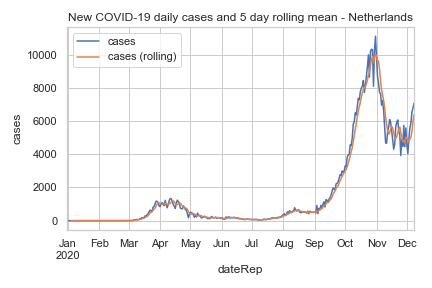 New COVID-19 daily cases and 5 day rolling mean - Netherlands
cases
cases (rolling)
10000
8000
6000
4000
2000
0
cases
Jan Feb Mar Apr May Jun Jul Aug Sep Oct Nov Dec
2020
dateRep